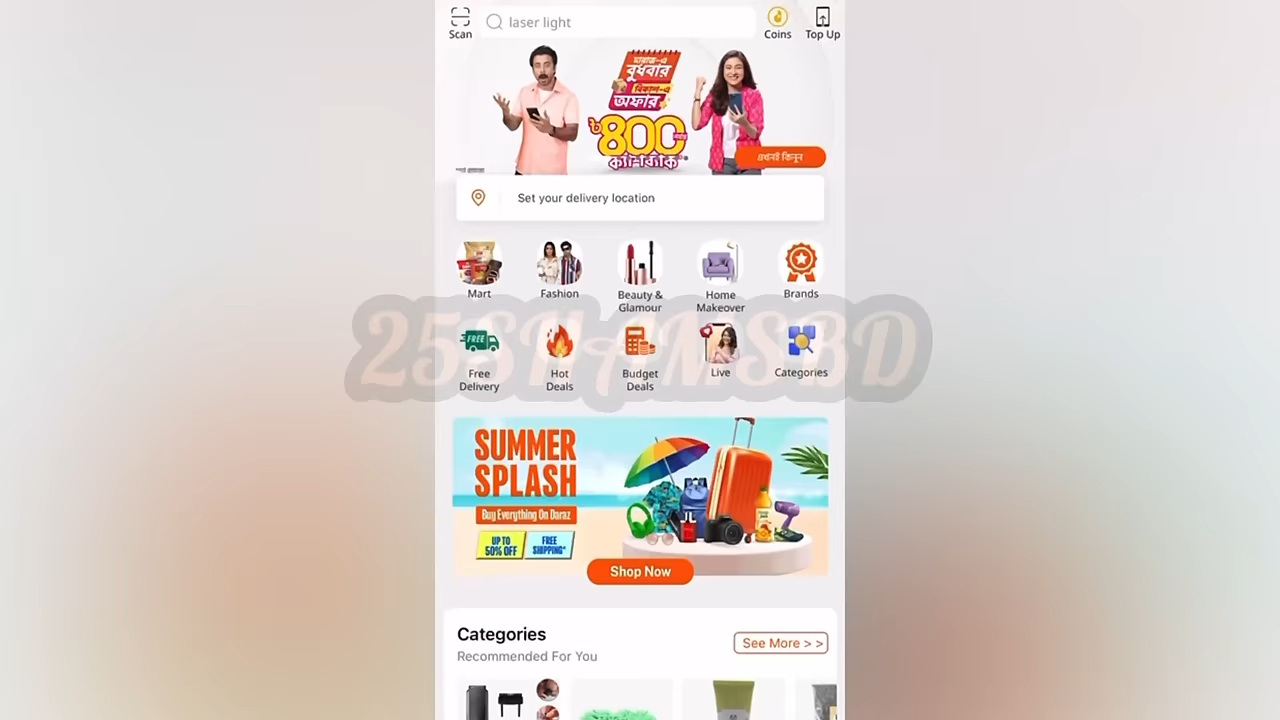 laser light
Scan
Coins
Top Up
দারাজ-এ
বুধবার
বিকাশ-এ
অফার
৳800
ক্যাশব্যাক
এখনই কিনুন
Set your delivery location
Mart
Fashion
Beauty &
Glamour
Home
Makeover
Brands
25SHAMSBD
FREE
Free
Delivery
Hot
Deals
Budget
Deals
Live
Categories
SUMMER
SPLASH
Buy Everything On Daraz
UP TO
50% OFF
FREE
SHIPPING*
Shop Now
Categories
See More > >
Recommended For You